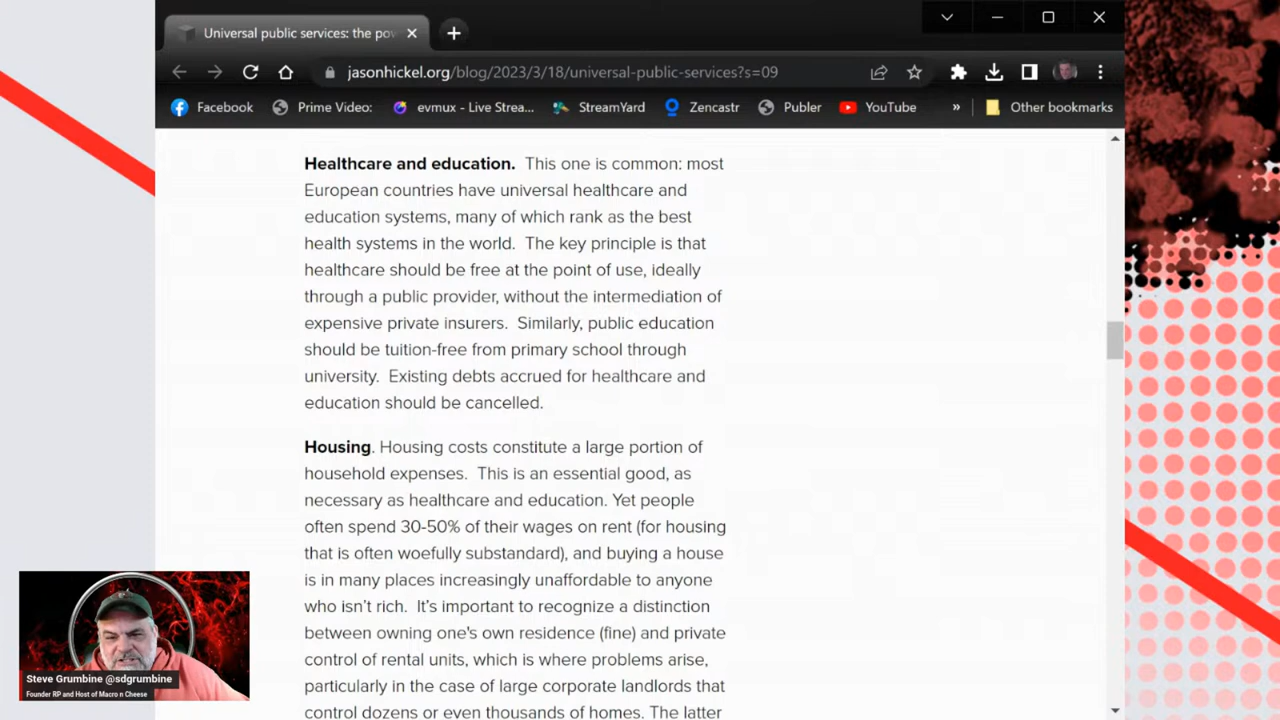 Universal public services: the pow
jasonhickel.org/blog/2023/3/18/universal-public-services?s=09
Facebook
Prime Video:
evmux - Live Strea...
StreamYard
Zencastr
Publer
YouTube
»
Other bookmarks
Healthcare and education. This one is common: most
European countries have universal healthcare and
education systems, many of which rank as the best
health systems in the world. The key principle is that
healthcare should be free at the point of use, ideally
through a public provider, without the intermediation of
expensive private insurers. Similarly, public education
should be tuition-free from primary school through
university. Existing debts accrued for healthcare and
education should be cancelled.
Housing. Housing costs constitute a large portion of
household expenses. This is an essential good, as
necessary as healthcare and education. Yet people
often spend 30-50% of their wages on rent (for housing
that is often woefully substandard), and buying a house
is in many places increasingly unaffordable to anyone
who isn’t rich. It’s important to recognize a distinction
between owning one’s own residence (fine) and private
control of rental units, which is where problems arise,
particularly in the case of large corporate landlords that
control dozens or even thousands of homes. The latter
Steve Grumbine @sdgrumbine
Founder RP and Host of Macro n Cheese